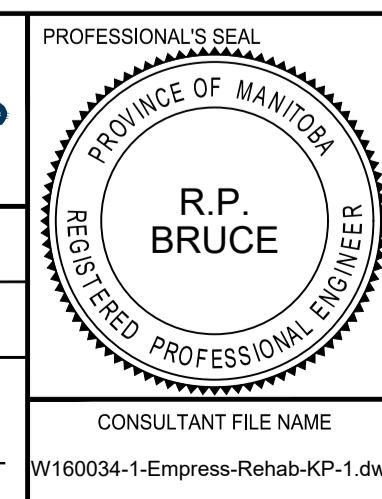 PROFESSIONAL'S SEAL
PROVINCE OF MANITOBA
R.P.
BRUCE
REGISTERED PROFESSIONAL ENGINEER
CONSULTANT FILE NAME
W160034-1-Empress-Rehab-KP-1.dw